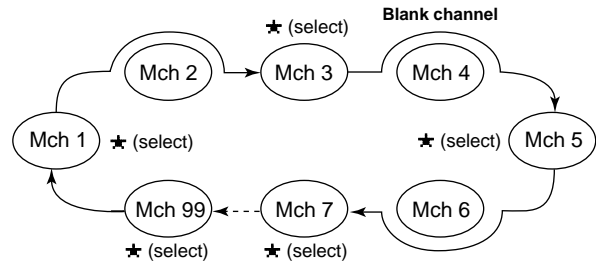 Blank channel
★ (select)
Mch 2
Mch 3
Mch 4
Mch 1
★ (select)
★ (select)
Mch 5
Mch 99
Mch 7
Mch 6
★ (select)
★ (select)